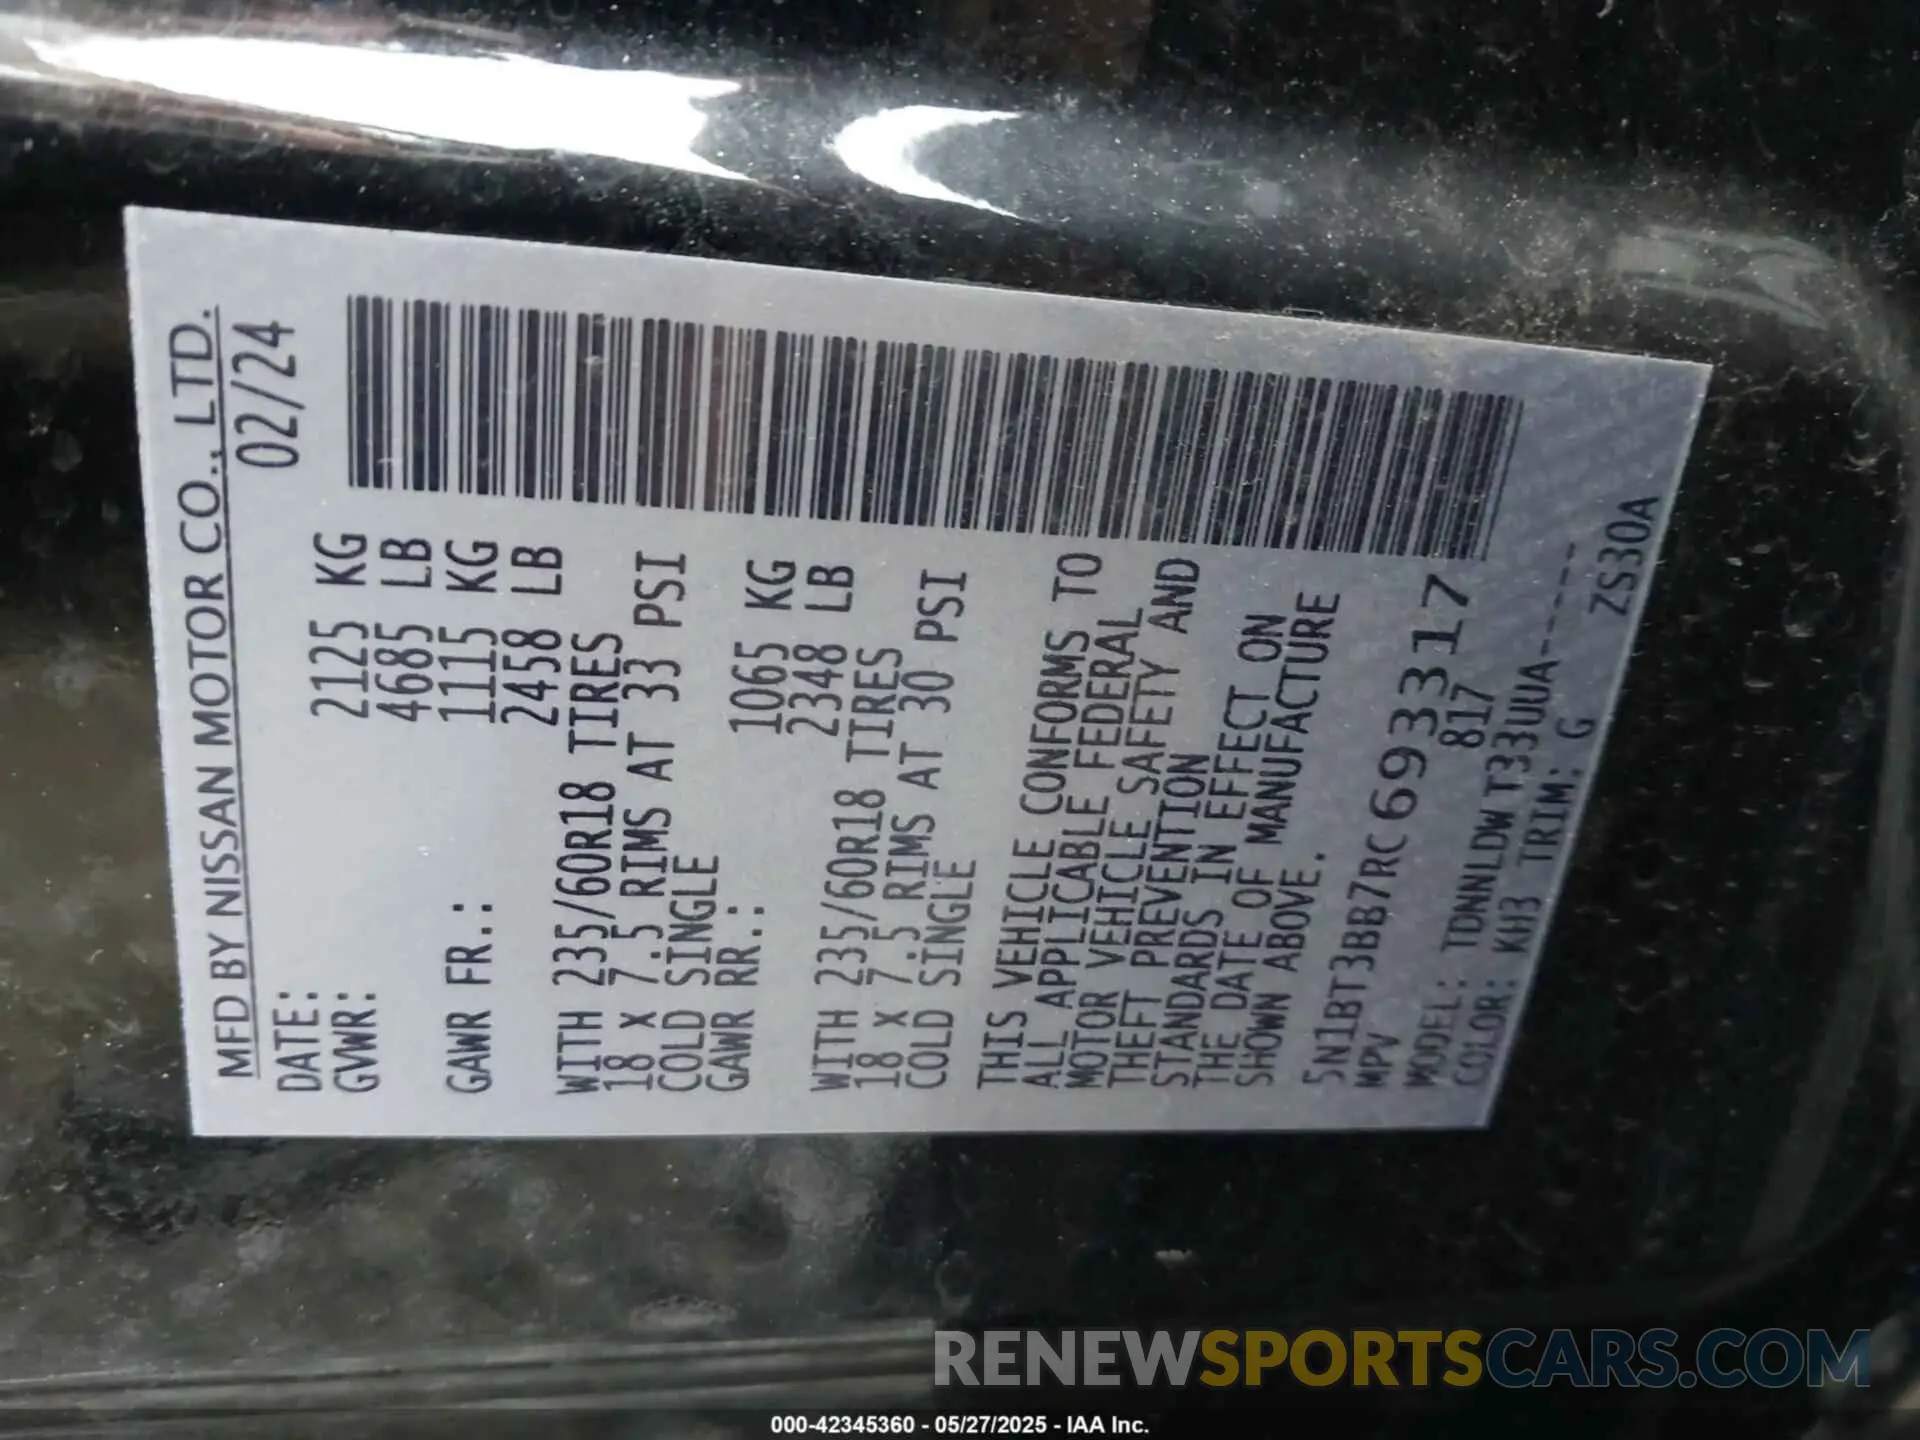 MFD BY NISSAN MOTOR CO., LTD.
DATE: 02/24
GVWR: 2125 KG
4685 LB
GAWR FR.: 1115 KG
2458 LB
WITH 235/60R18 TIRES
18 X 7.5 RIMS AT 33 PSI
COLD SINGLE
GAWR RR.: 1065 KG
2348 LB
WITH 235/60R18 TIRES
18 X 7.5 RIMS AT 30 PSI
COLD SINGLE
THIS VEHICLE CONFORMS TO
ALL APPLICABLE FEDERAL
MOTOR VEHICLE SAFETY AND
THEFT PREVENTION
STANDARDS IN EFFECT ON
THE DATE OF MANUFACTURE
SHOWN ABOVE.
5N1BT3BB7RC693317
MPV 817
MODEL: TDNNLDW T33UUA------
COLOR: KH3 TRIM: G ZS30A
RENEWSPORTSCARS.COM
000-42345360 - 05/27/2025 - IAA Inc.